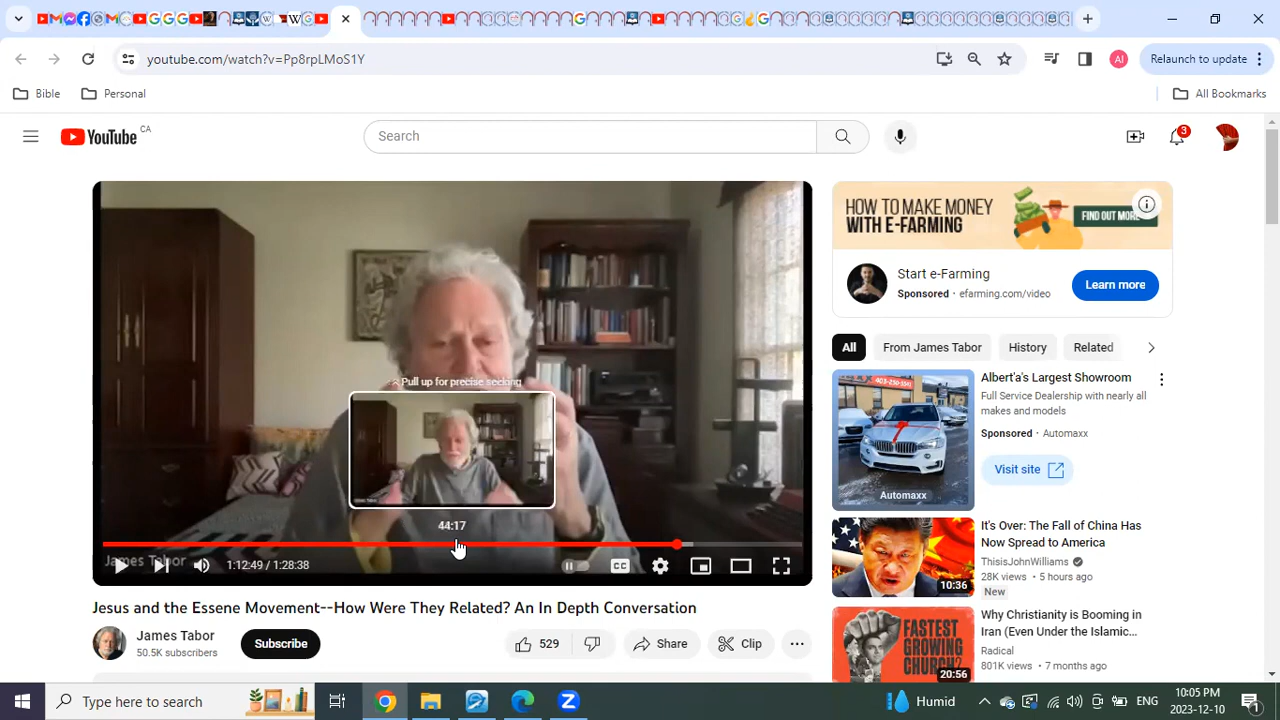 youtube.com/watch?v=Pp8rpLMoS1Y
AI
Relaunch to update
Bible
Personal
All Bookmarks
YouTube CA
Search
3
HOW TO MAKE MONEY
WITH E-FARMING
FIND OUT MORE
Start e-Farming
Sponsored · efarming.com/video
Learn more
All
From James Tabor
History
Related
Pull up for precise seeking
44:17
James Tabor
1:12:49 / 1:28:38
CC
Albert'a's Largest Showroom
Full Service Dealership with nearly all
makes and models
Sponsored · Automaxx
Visit site
Automaxx
It's Over: The Fall of China Has
Now Spread to America
ThisisJohnWilliams
28K views • 5 hours ago
New
10:36
Jesus and the Essene Movement--How Were They Related? An In Depth Conversation
James Tabor
50.5K subscribers
Subscribe
529
Share
Clip
Why Christianity is Booming in
Iran (Even Under the Islamic...
Radical
801K views • 7 months ago
FASTEST
GROWING
CHURCH?
20:56
Type here to search
Humid
ENG
10:05 PM
2023-12-10
1